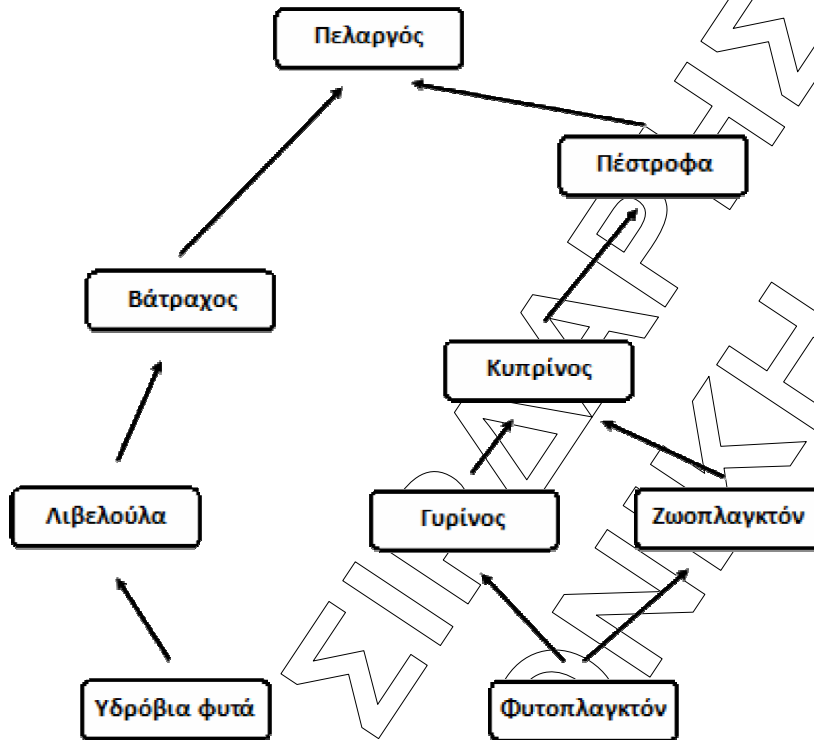 Πελαργός
Πέστροφα
Βάτραχος
Κυπρίνος
Λιβελούλα
Γυρίνος
Ζωοπλαγκτόν
Υδρόβια φυτά
Φυτοπλαγκτόν